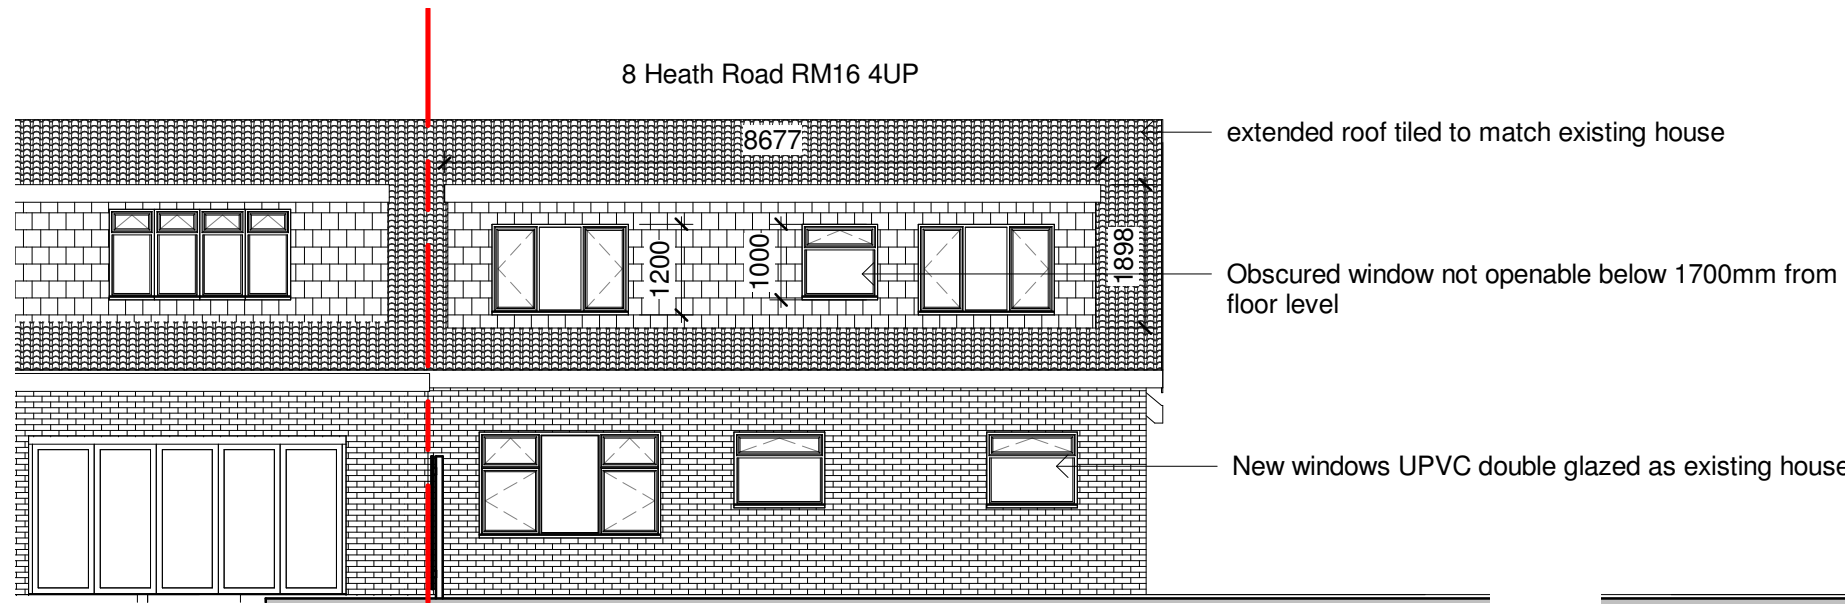 8 Heath Road RM16 4UP
extended roof tiled to match existing house
8677
1200
1000
1898
Obscured window not openable below 1700mm from
floor level
New windows UPVC double glazed as existing house